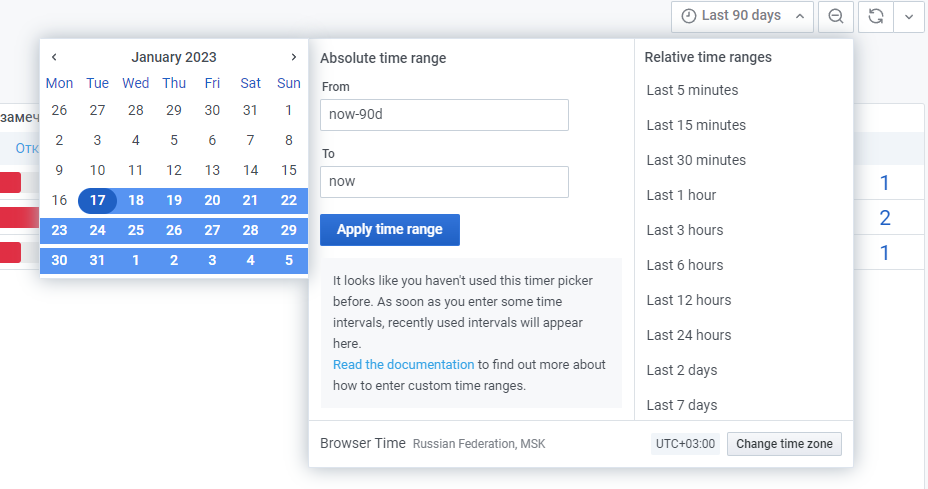 Last 90 days
January 2023
Mon Tue Wed Thu Fri Sat Sun
26 27 28 29 30 31 1
2 3 4 5 6 7 8
9 10 11 12 13 14 15
16 17 18 19 20 21 22
23 24 25 26 27 28 29
30 31 1 2 3 4 5
замеч
Отк
Absolute time range
From
now-90d
To
now
Apply time range
It looks like you haven't used this timer picker
before. As soon as you enter some time
intervals, recently used intervals will appear
here.
Read the documentation to find out more about
how to enter custom time ranges.
Relative time ranges
Last 5 minutes
Last 15 minutes
Last 30 minutes
Last 1 hour
Last 3 hours
Last 6 hours
Last 12 hours
Last 24 hours
Last 2 days
Last 7 days
1
2
1
Browser Time Russian Federation, MSK
UTC+03:00
Change time zone